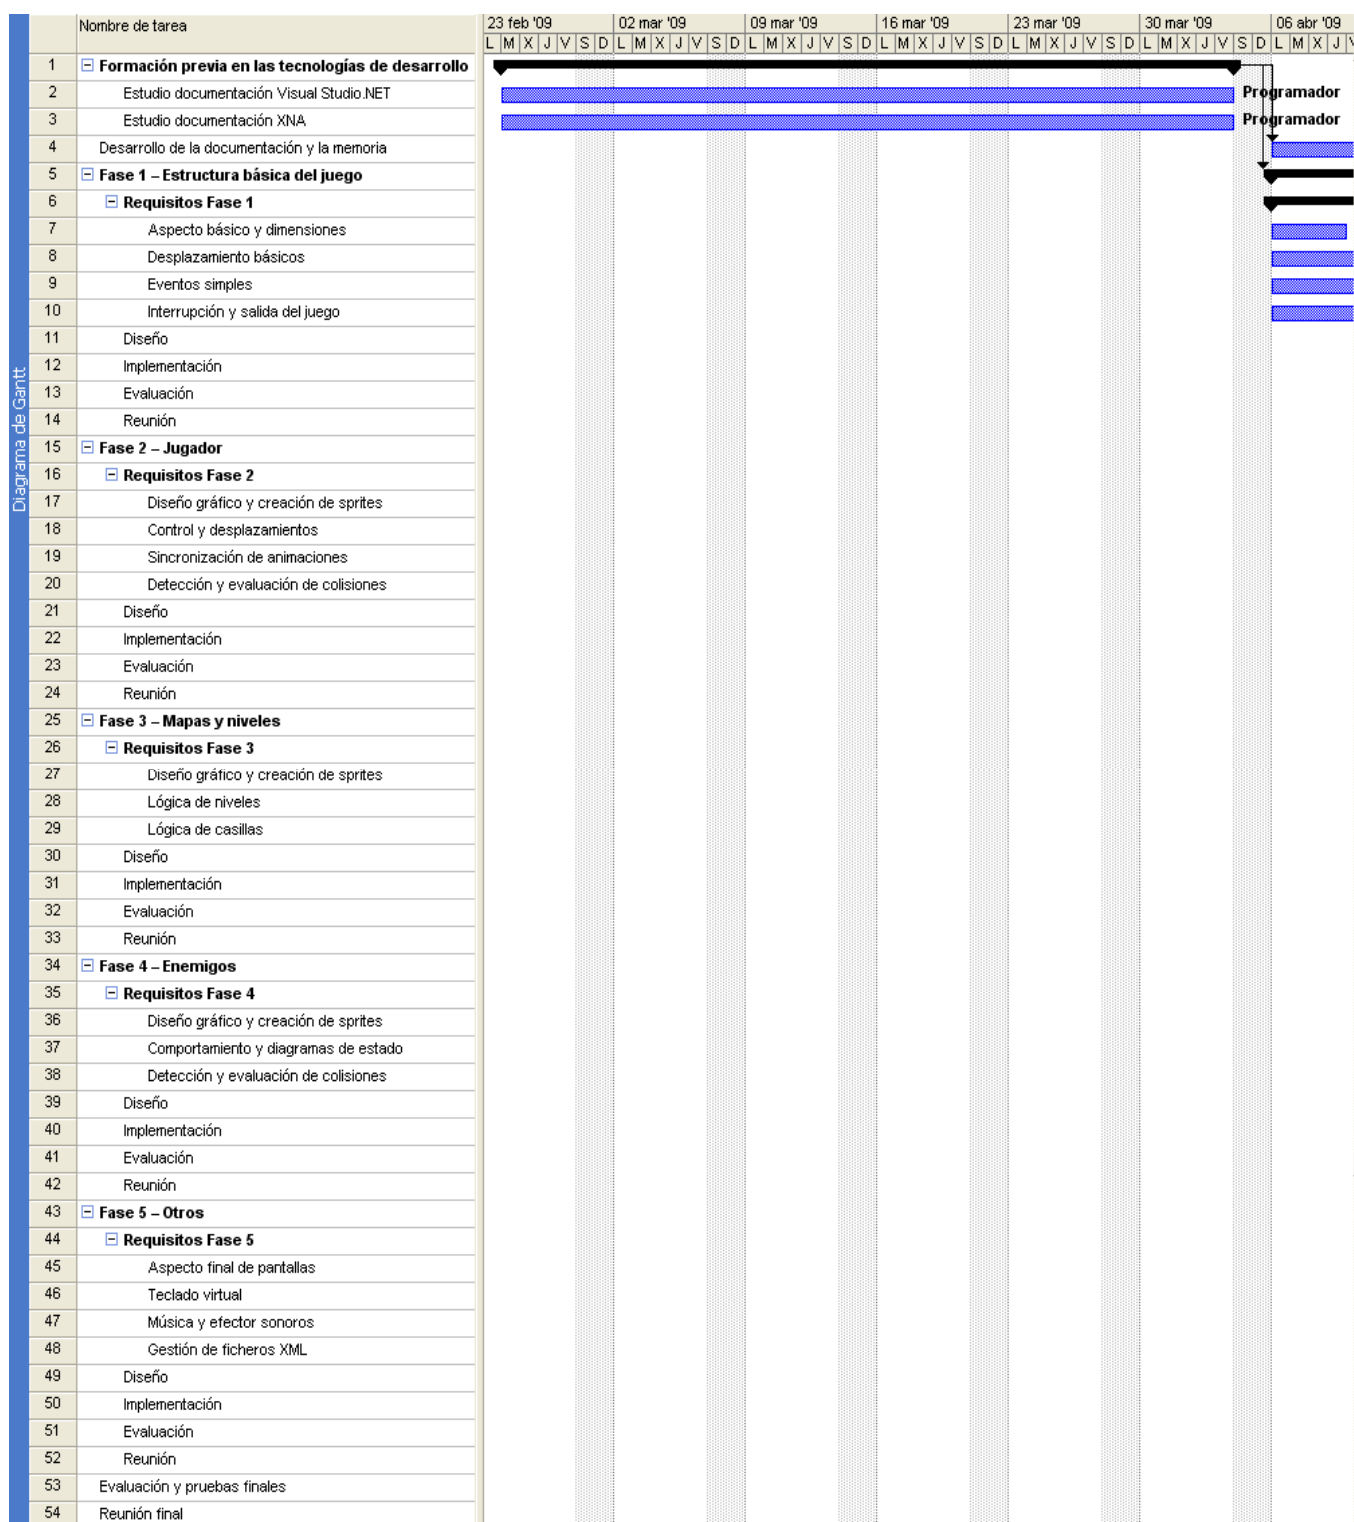 Diagrama de Gantt
Nombre de tarea
23 feb '09 02 mar '09 09 mar '09 16 mar '09 23 mar '09 30 mar '09 06 abr '09
L M X J V S D L M X J V S D L M X J V S D L M X J V S D L M X J V S D L M X J V S D L M X J V
1 Formación previa en las tecnologías de desarrollo
2 Estudio documentación Visual Studio.NET Programador
3 Estudio documentación XNA Programador
4 Desarrollo de la documentación y la memoria
5 Fase 1 – Estructura básica del juego
6 Requisitos Fase 1
7 Aspecto básico y dimensiones
8 Desplazamiento básicos
9 Eventos simples
10 Interrupción y salida del juego
11 Diseño
12 Implementación
13 Evaluación
14 Reunión
15 Fase 2 – Jugador
16 Requisitos Fase 2
17 Diseño gráfico y creación de sprites
18 Control y desplazamientos
19 Sincronización de animaciones
20 Detección y evaluación de colisiones
21 Diseño
22 Implementación
23 Evaluación
24 Reunión
25 Fase 3 – Mapas y niveles
26 Requisitos Fase 3
27 Diseño gráfico y creación de sprites
28 Lógica de niveles
29 Lógica de casillas
30 Diseño
31 Implementación
32 Evaluación
33 Reunión
34 Fase 4 – Enemigos
35 Requisitos Fase 4
36 Diseño gráfico y creación de sprites
37 Comportamiento y diagramas de estado
38 Detección y evaluación de colisiones
39 Diseño
40 Implementación
41 Evaluación
42 Reunión
43 Fase 5 – Otros
44 Requisitos Fase 5
45 Aspecto final de pantallas
46 Teclado virtual
47 Música y efector sonoros
48 Gestión de ficheros XML
49 Diseño
50 Implementación
51 Evaluación
52 Reunión
53 Evaluación y pruebas finales
54 Reunión final